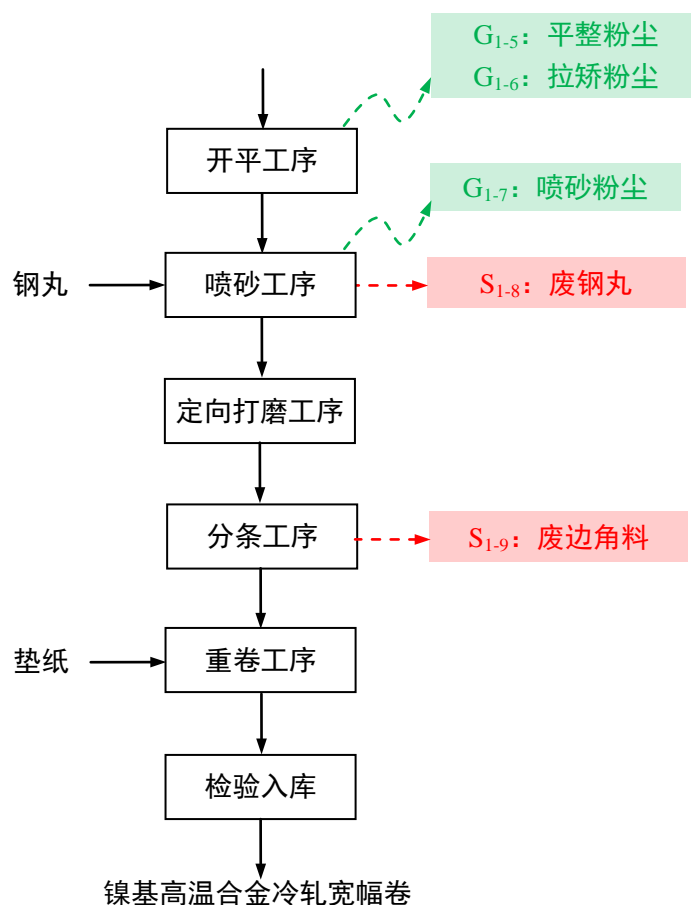 G1-5：平整粉尘
G1-6：拉矫粉尘
开平工序
G1-7：喷砂粉尘
钢丸
喷砂工序
S1-8：废钢丸
定向打磨工序
分条工序
S1-9：废边角料
垫纸
重卷工序
检验入库
镍基高温合金冷轧宽幅卷